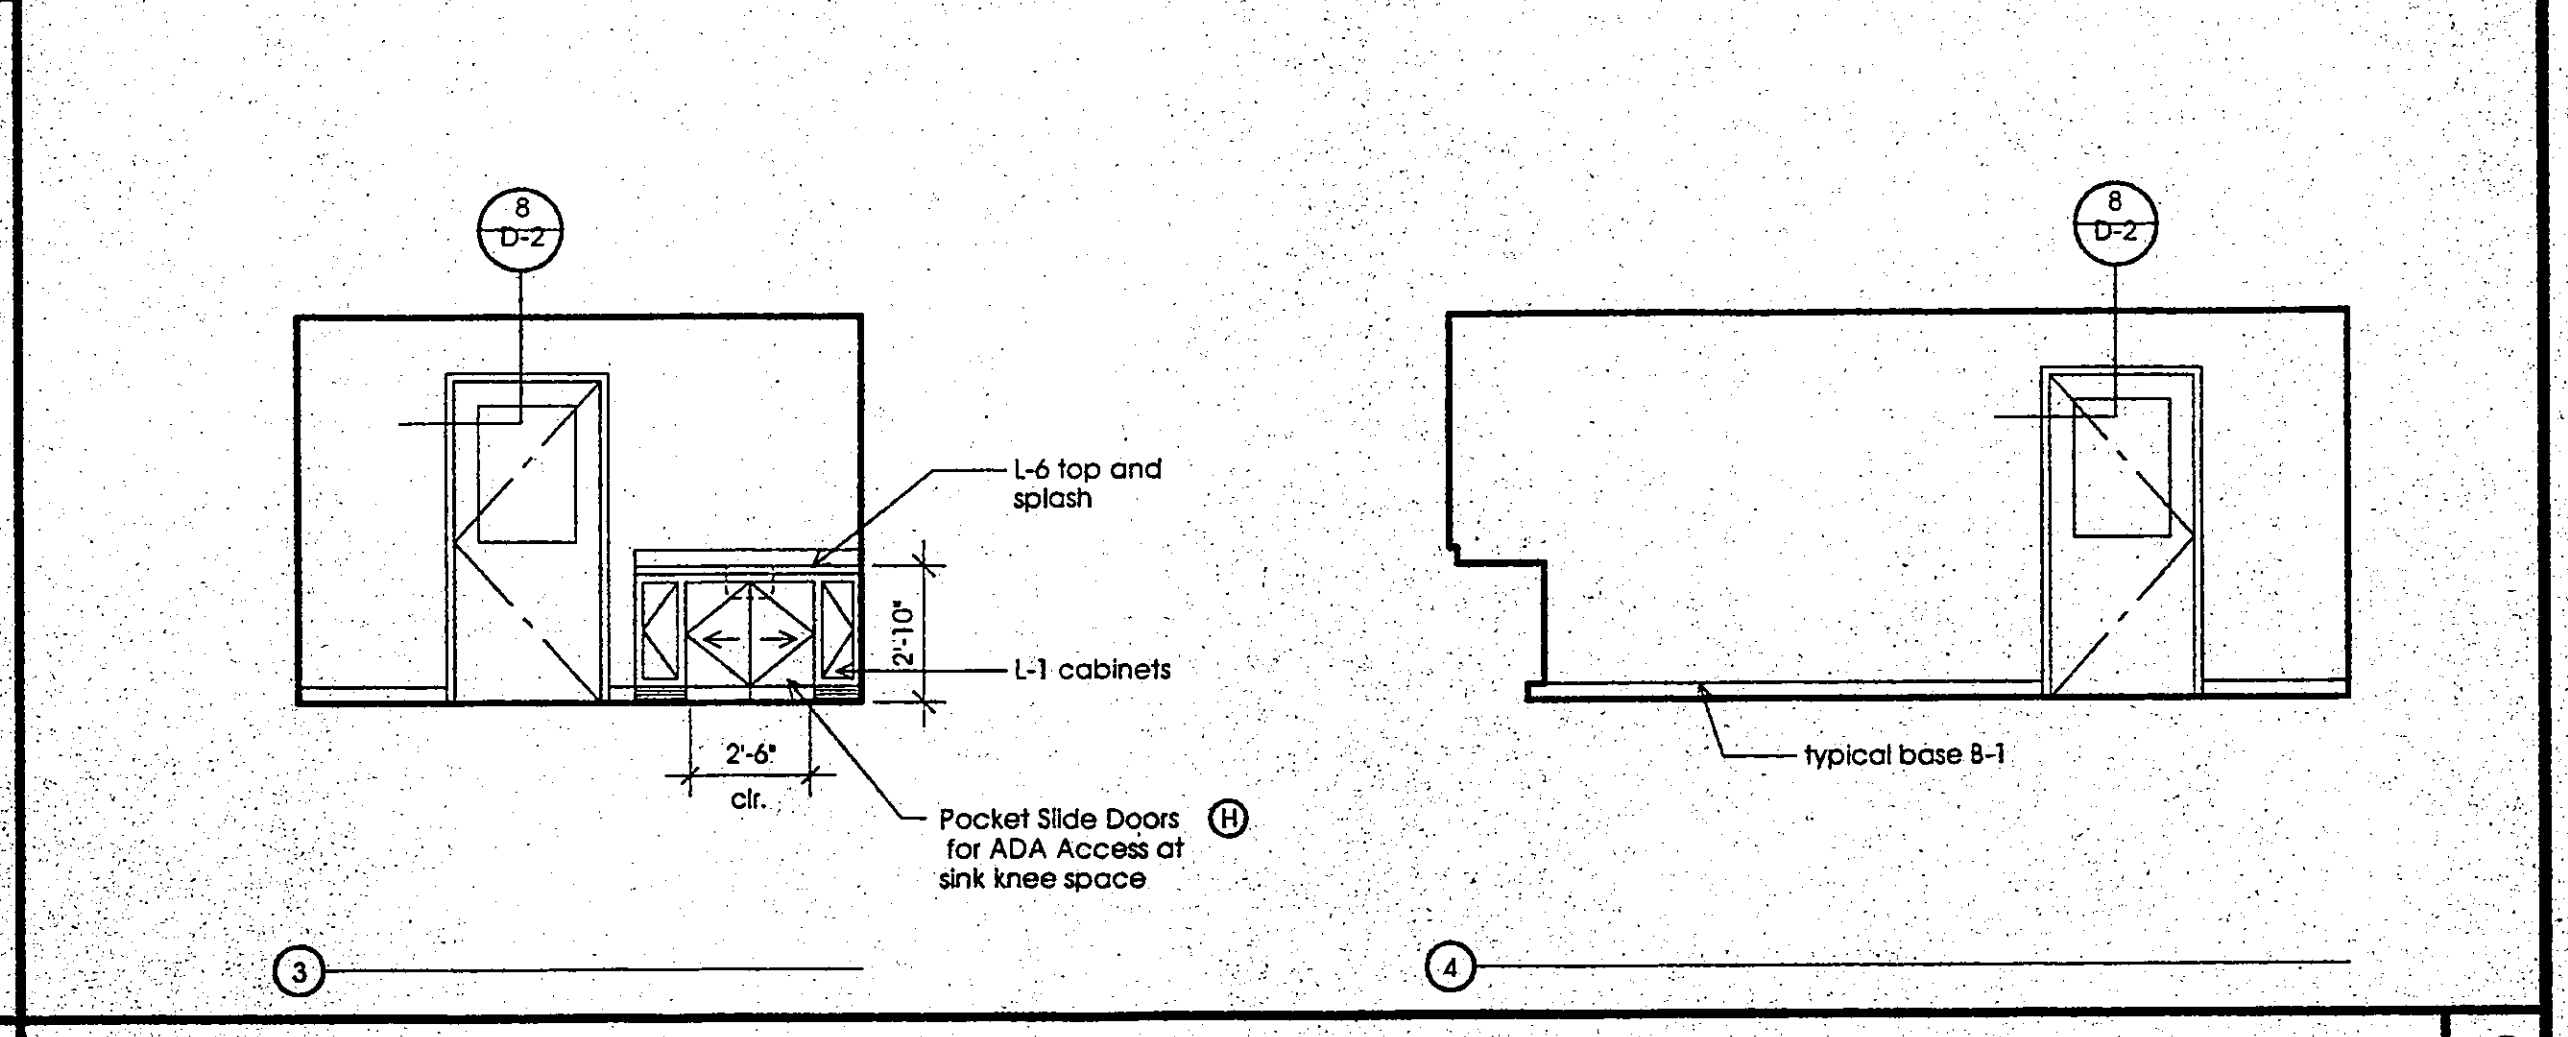 8
D-2
8
D-2
L-6 top and
splash
2'-10"
L-1 cabinets
2'-6"
clr.
typical base B-1
Pocket Slide Doors H
for ADA Access at
sink knee space
3
4